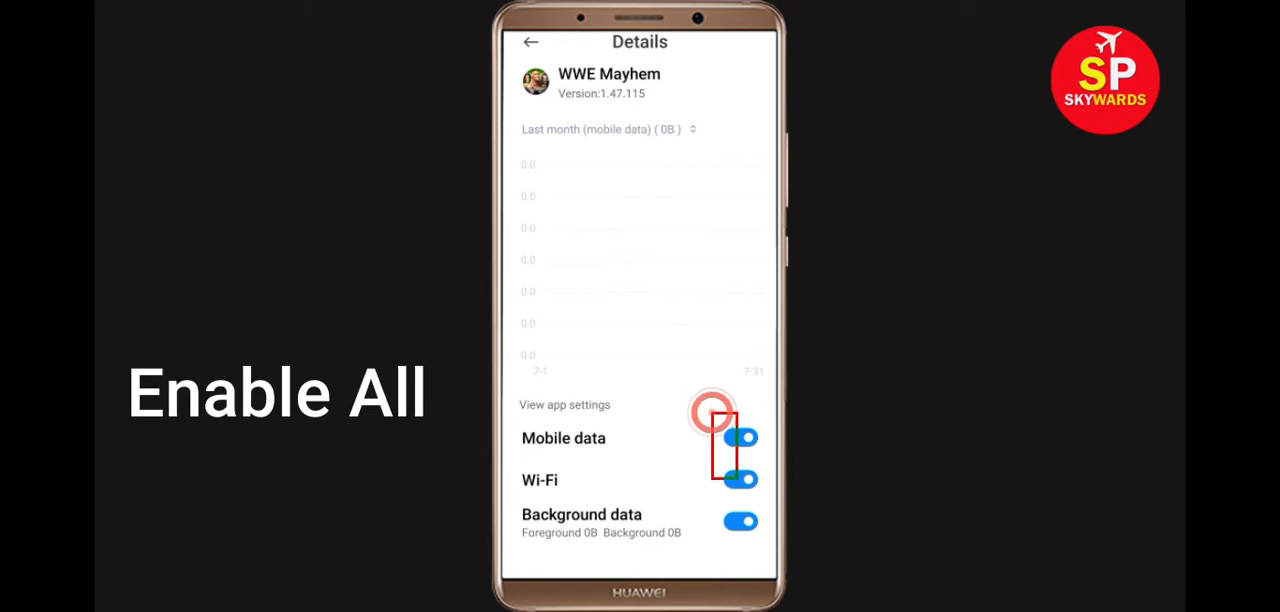 Details
WWE Mayhem
Version:1.47.115
Last month (mobile data) ( 0B )
0.0
0.0
0.0
0.0
0.0
0.0
0.0
7-1
7-31
View app settings
Mobile data
Wi-Fi
Background data
Foreground 0B Background 0B
HUAWEI
Enable All
SP
SKYWARDS